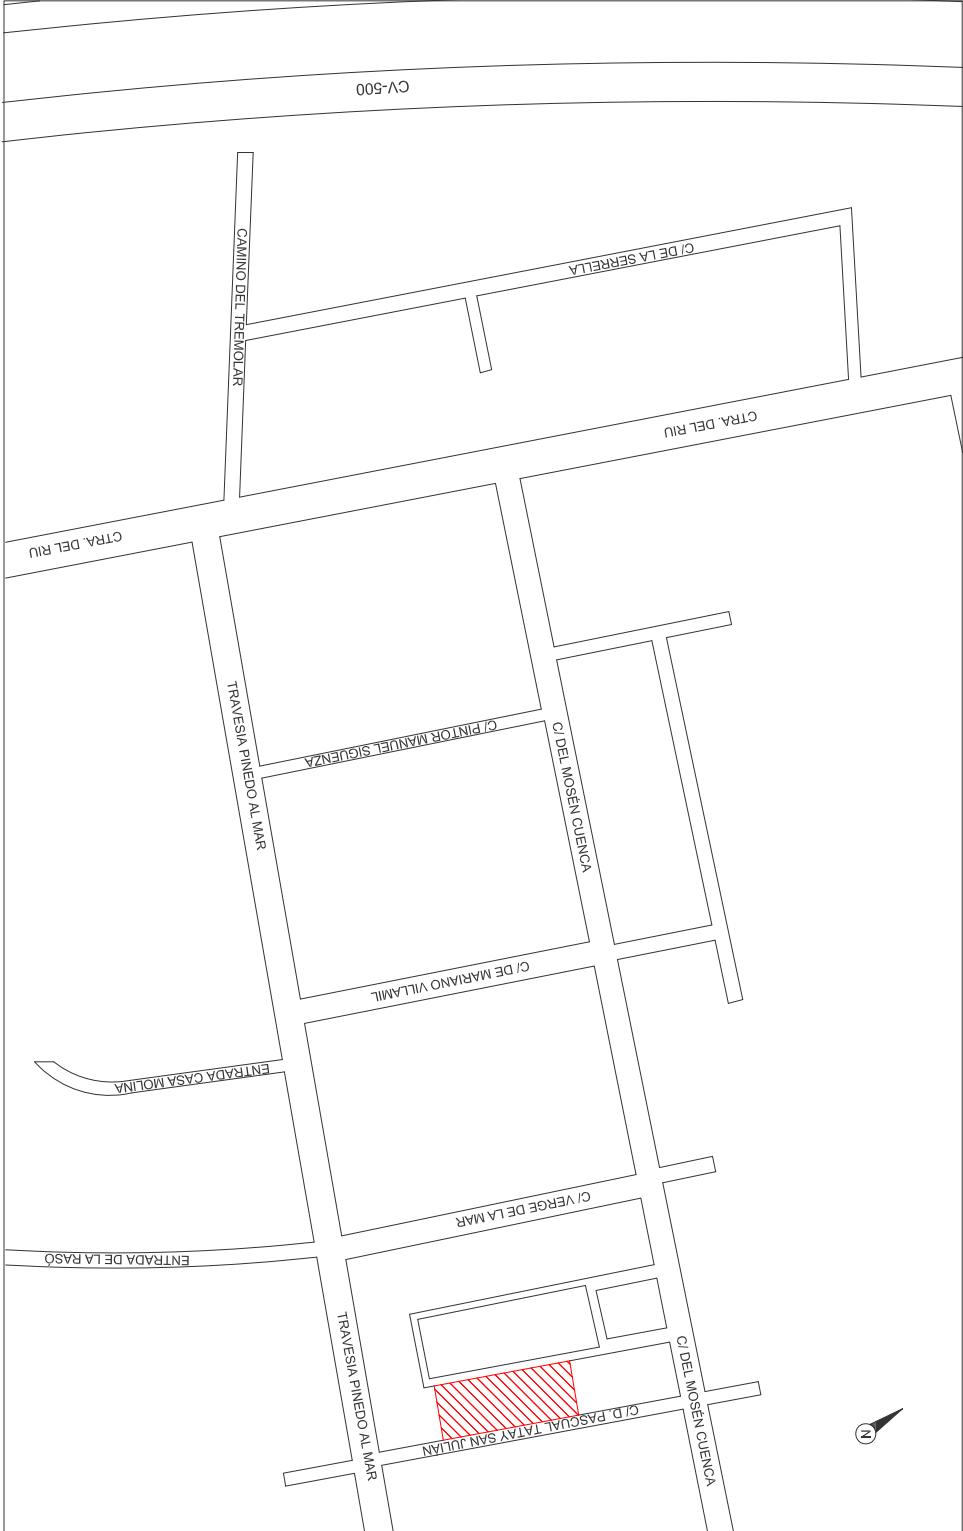 CV-500
CAMINO DEL TREMOLAR
C/ DE LA SERRELLA
CTRA. DEL RIU
CTRA. DEL RIU
TRAVESIA PINEDO AL MAR
C/ PINTOR MANUEL SIGÜENZA
C/ DEL MOSÉN CUENCA
C/ DE MARIANO VILLAMIL
ENTRADA CASA MOLINA
C/ VERGE DE LA MAR
ENTRADA DE LA RASÓ
TRAVESIA PINEDO AL MAR
C/ DEL MOSÉN CUENCA
C/ D. PASCUAL TATAY SAN JULIAN
N